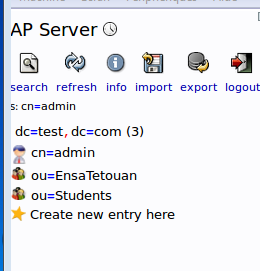 AP Server
search refresh info import export logout
s: cn=admin
dc=test, dc=com (3)
cn=admin
ou=EnsaTetouan
ou=Students
Create new entry here